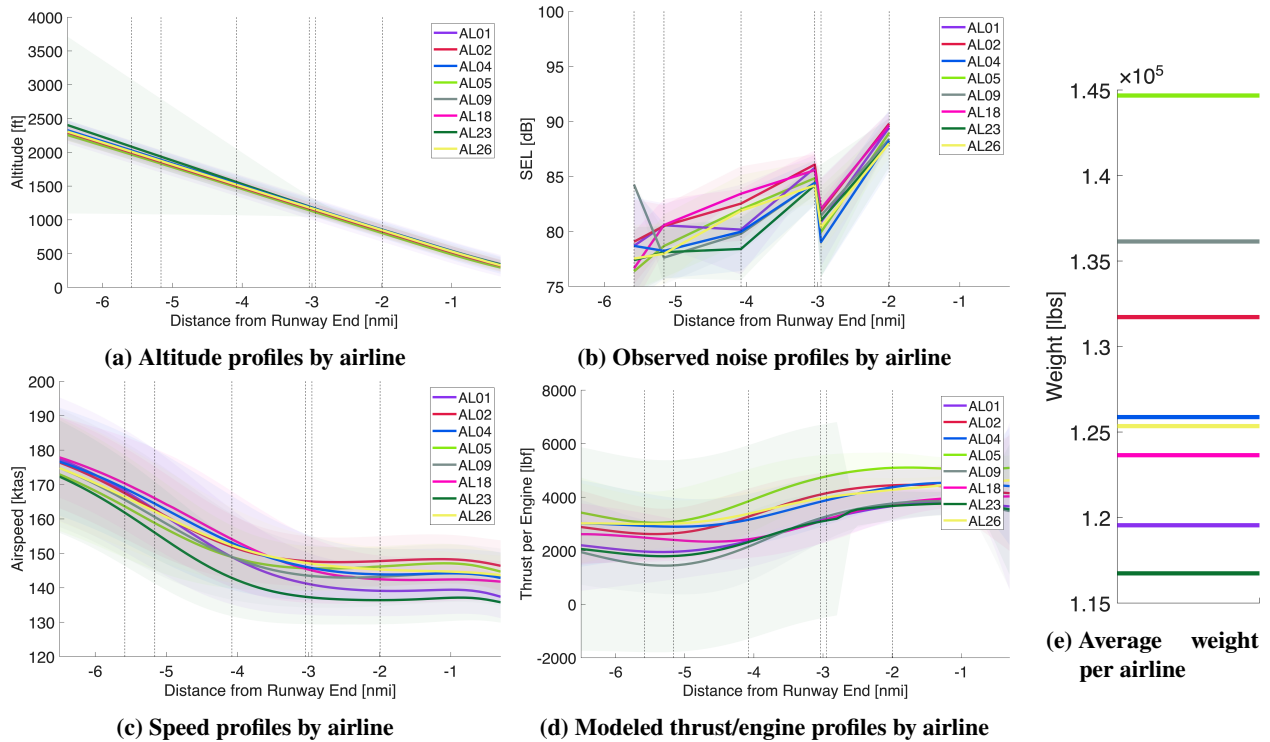 4000
3500
3000
2500
2000
1500
1000
500
0
Altitude [ft]
-6 -5 -4 -3 -2 -1
Distance from Runway End [nmi]
AL01
AL02
AL04
AL05
AL09
AL18
AL23
AL26
(a) Altitude profiles by airline
100
95
90
85
80
75
SEL [dB]
-6 -5 -4 -3 -2 -1
Distance from Runway End [nmi]
AL01
AL02
AL04
AL05
AL09
AL18
AL23
AL26
(b) Observed noise profiles by airline
200
190
180
170
160
150
140
130
120
Airspeed [ktas]
-6 -5 -4 -3 -2 -1
Distance from Runway End [nmi]
AL01
AL02
AL04
AL05
AL09
AL18
AL23
AL26
(c) Speed profiles by airline
8000
6000
4000
2000
0
-2000
Thrust per Engine [lbf]
-6 -5 -4 -3 -2 -1
Distance from Runway End [nmi]
AL01
AL02
AL04
AL05
AL09
AL18
AL23
AL26
(d) Modeled thrust/engine profiles by airline
×10⁵
1.45
1.4
1.35
1.3
1.25
1.2
1.15
Weight [lbs]
(e) Average weight
per airline